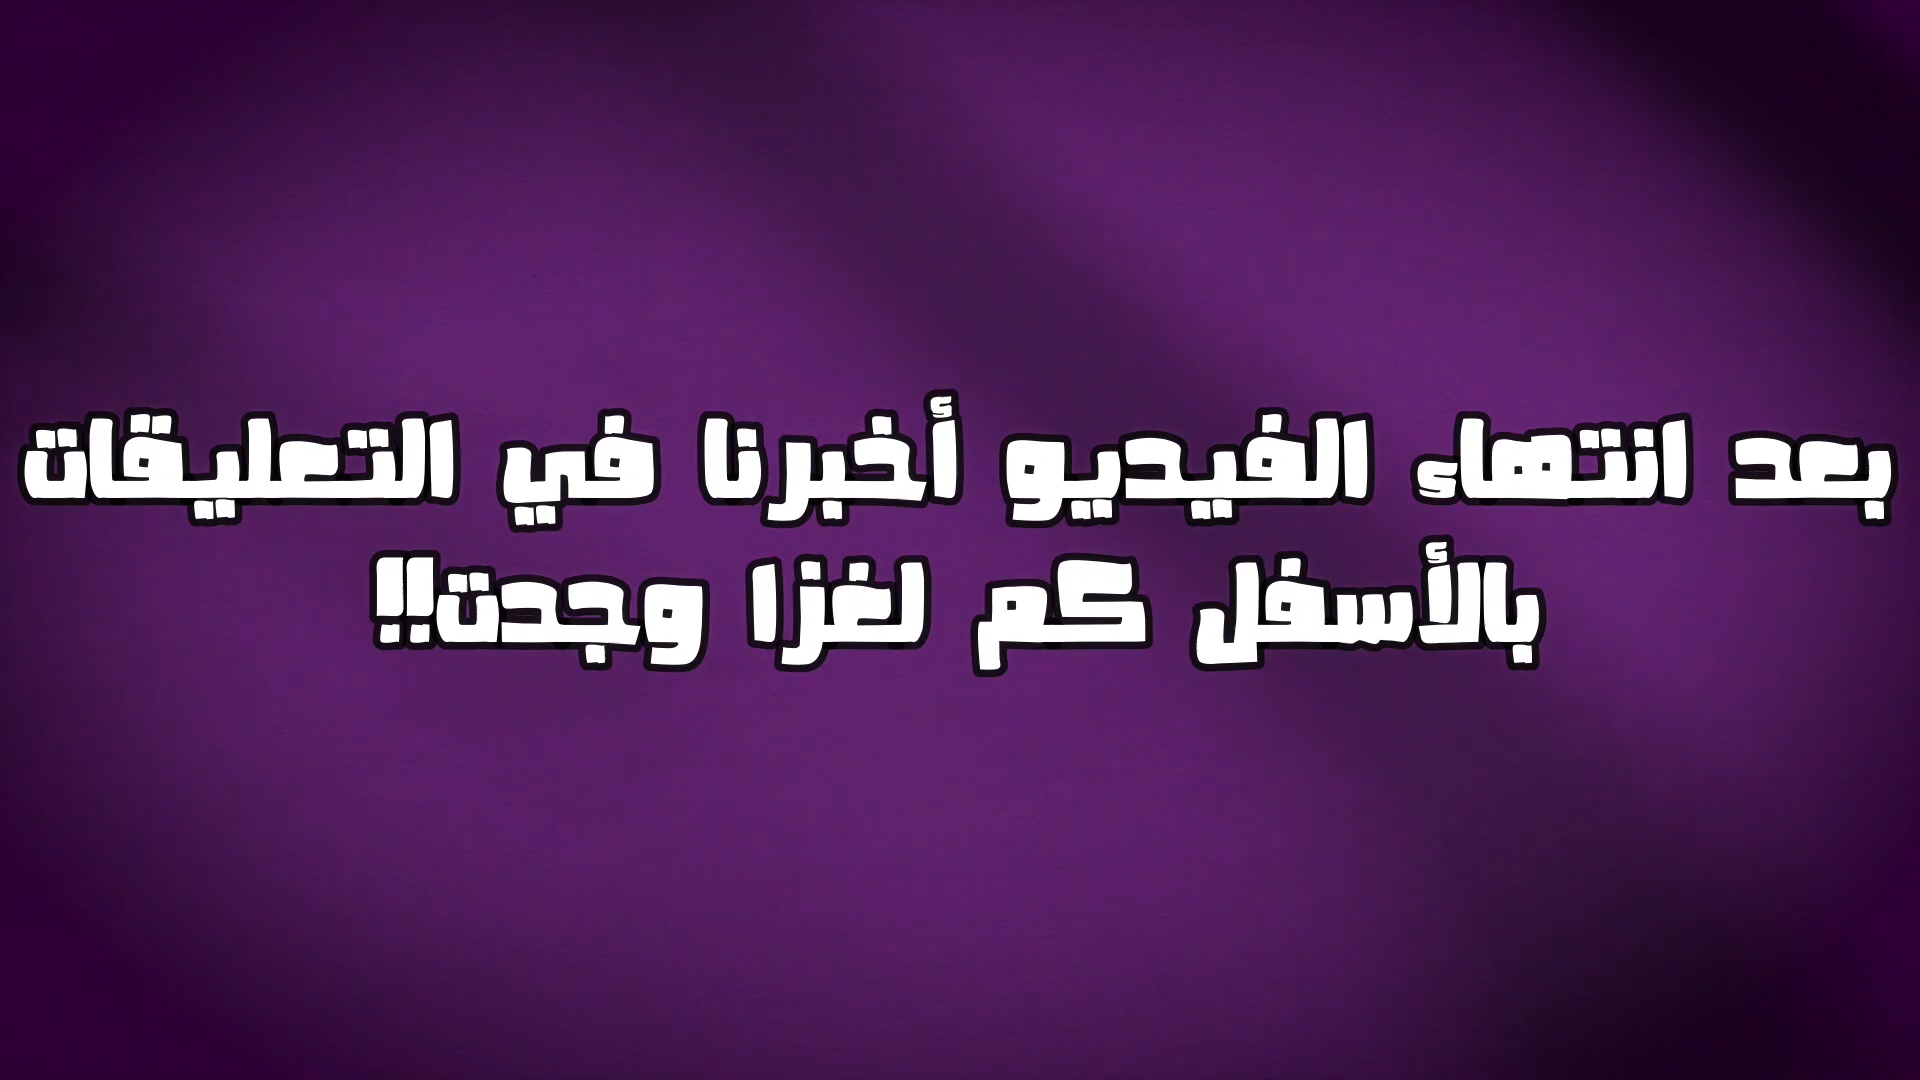 بعد انتهاء الفيديو أخبرنا في التعليقات
بالأسفل كم لغزا وجدت!!